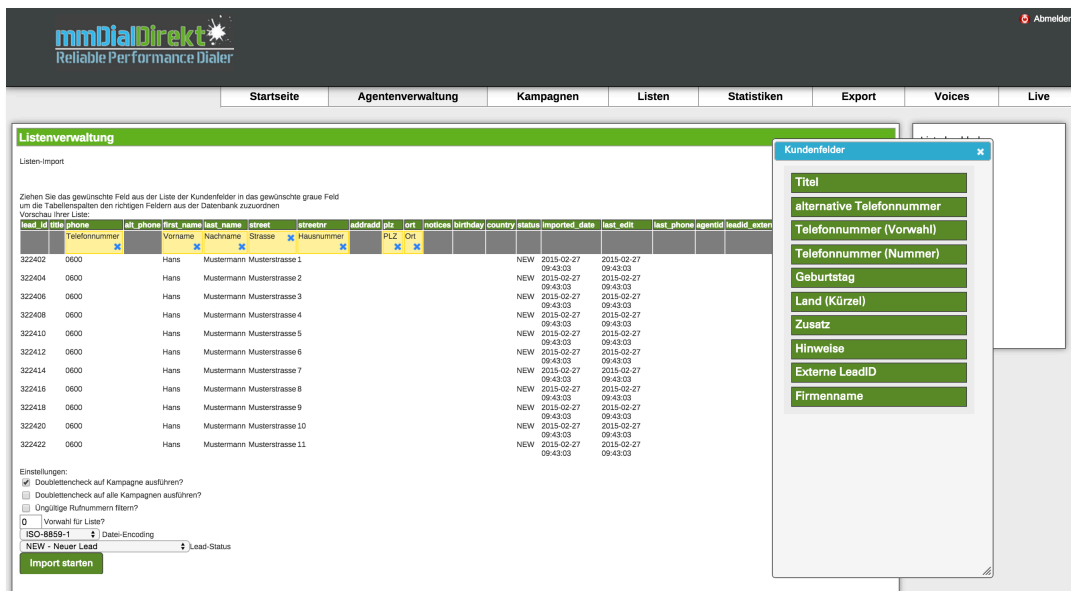 Abmelden
mmDialDirekt
Reliable Performance Dialer
Startseite Agentenverwaltung Kampagnen Listen Statistiken Export Voices Live
Listenverwaltung
Listen-Import
Ziehen Sie das gewünschte Feld aus der Liste der Kundenfelder in das gewünschte graue Feld
um die Tabellenspalten den richtigen Feldern aus der Datenbank zuzuordnen
Vorschau Ihrer Liste:
lead_id title phone alt_phone first_name last_name street streetnr addradd plz ort notices birthday country status imported_date last_edit last_phone agentid leadid_extern
Telefonnummer Vorname Nachname Strasse Hausnummer PLZ Ort
322402 0600 Hans Mustermann Musterstrasse 1 NEW 2015-02-27 2015-02-27
09:43:03 09:43:03
322404 0600 Hans Mustermann Musterstrasse 2 NEW 2015-02-27 2015-02-27
09:43:03 09:43:03
322406 0600 Hans Mustermann Musterstrasse 3 NEW 2015-02-27 2015-02-27
09:43:03 09:43:03
322408 0600 Hans Mustermann Musterstrasse 4 NEW 2015-02-27 2015-02-27
09:43:03 09:43:03
322410 0600 Hans Mustermann Musterstrasse 5 NEW 2015-02-27 2015-02-27
09:43:03 09:43:03
322412 0600 Hans Mustermann Musterstrasse 6 NEW 2015-02-27 2015-02-27
09:43:03 09:43:03
322414 0600 Hans Mustermann Musterstrasse 7 NEW 2015-02-27 2015-02-27
09:43:03 09:43:03
322416 0600 Hans Mustermann Musterstrasse 8 NEW 2015-02-27 2015-02-27
09:43:03 09:43:03
322418 0600 Hans Mustermann Musterstrasse 9 NEW 2015-02-27 2015-02-27
09:43:03 09:43:03
322420 0600 Hans Mustermann Musterstrasse 10 NEW 2015-02-27 2015-02-27
09:43:03 09:43:03
322422 0600 Hans Mustermann Musterstrasse 11 NEW 2015-02-27 2015-02-27
09:43:03 09:43:03
Einstellungen:
Doublettencheck auf Kampagne ausführen?
Doublettencheck auf alle Kampagnen ausführen?
Üngültige Rufnummern filtern?
0 Vorwahl für Liste?
ISO-8859-1 Datei-Encoding
NEW - Neuer Lead Lead-Status
Import starten
Kundenfelder
Titel
alternative Telefonnummer
Telefonnummer (Vorwahl)
Telefonnummer (Nummer)
Geburtstag
Land (Kürzel)
Zusatz
Hinweise
Externe LeadID
Firmenname